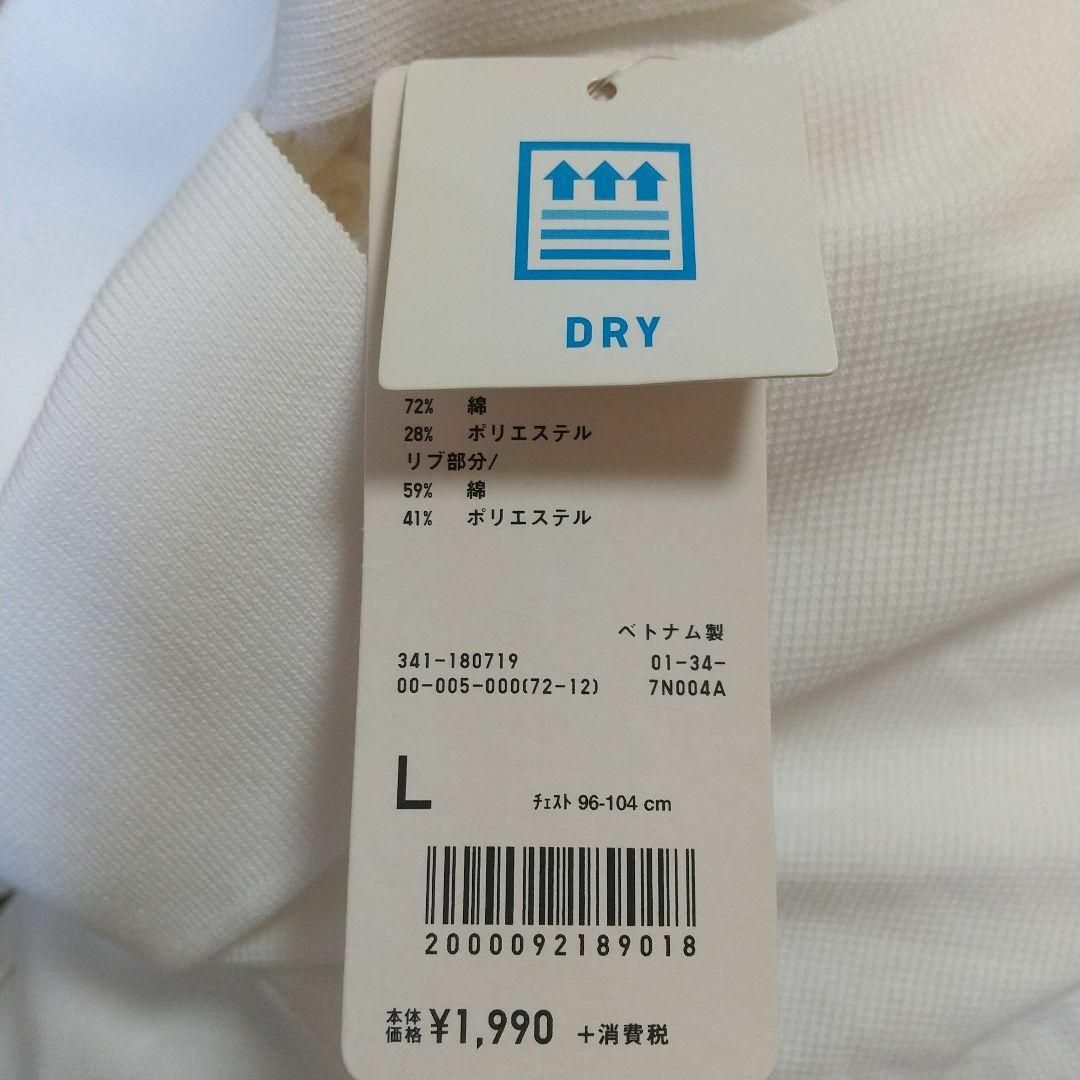 DRY
72% 綿
28% ポリエステル
リブ部分/
59% 綿
41% ポリエステル
ベトナム製
341-180719 01-34-
00-005-000(72-12) 7N004A
L ﾁｪｽﾄ 96-104 cm
2000092189018
本体価格 ¥1,990 +消費税